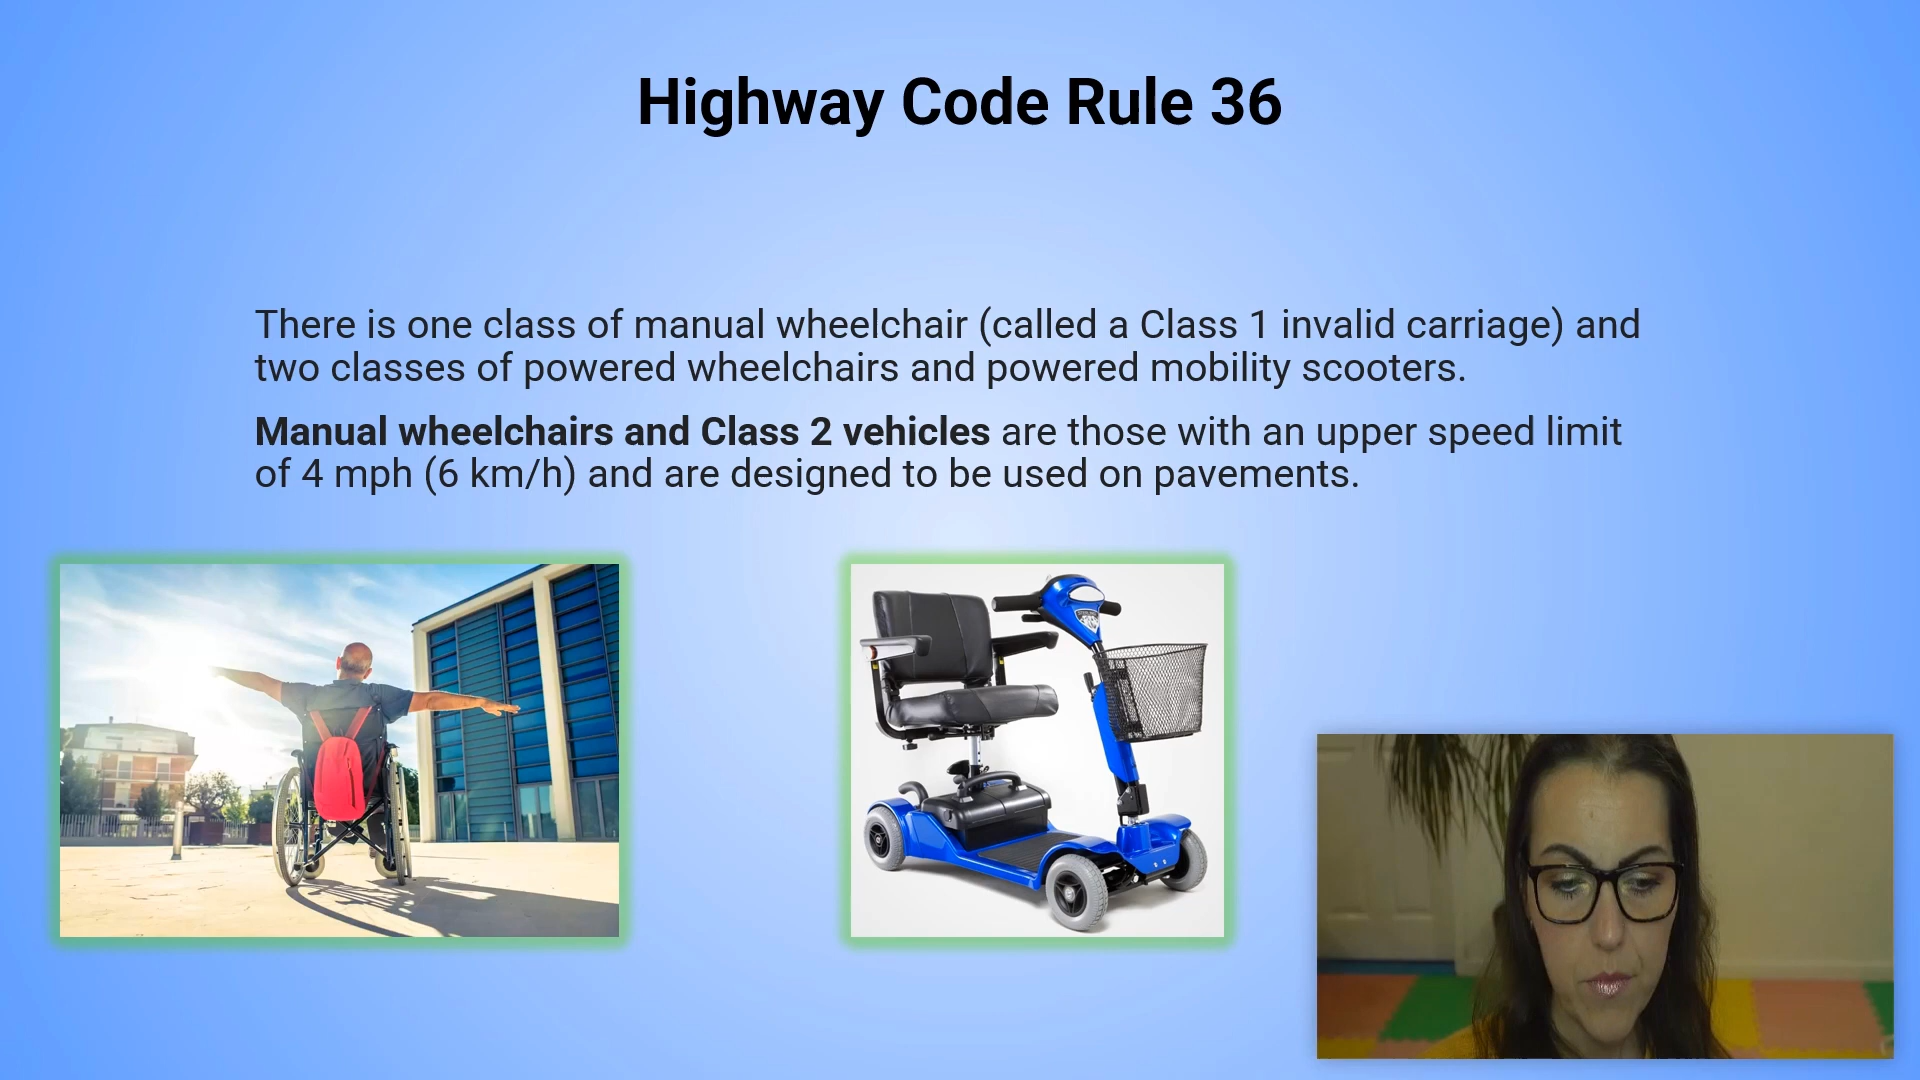 Highway Code Rule 36
There is one class of manual wheelchair (called a Class 1 invalid carriage) and
two classes of powered wheelchairs and powered mobility scooters.
Manual wheelchairs and Class 2 vehicles are those with an upper speed limit
of 4 mph (6 km/h) and are designed to be used on pavements.